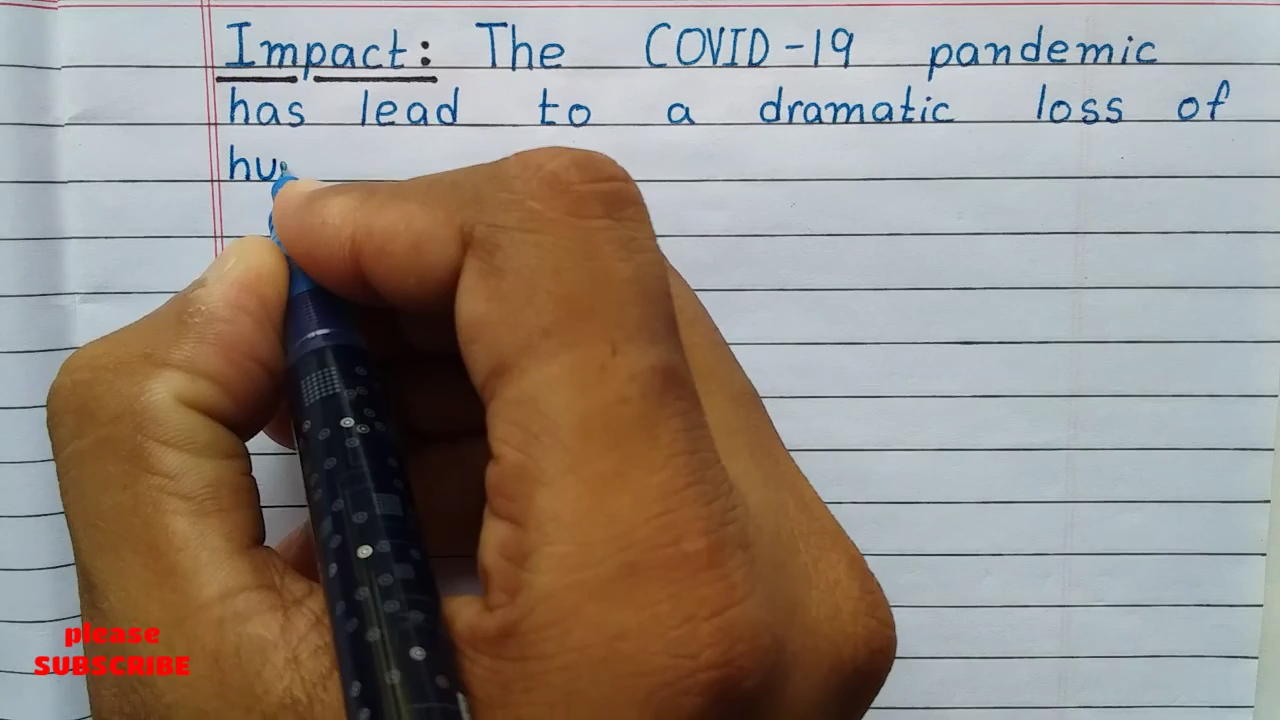 Impact: The COVID-19 pandemic
has lead to a dramatic loss of
please
SUBSCRIBE